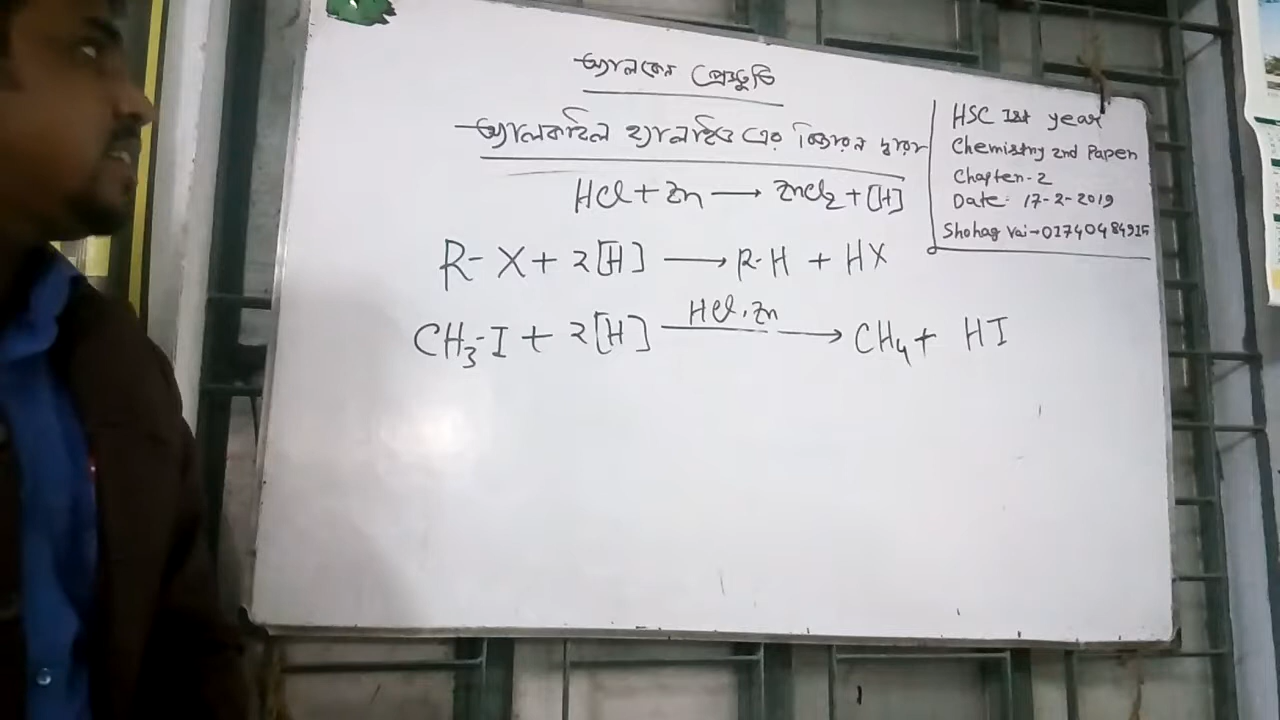 অ্যালকেন প্রস্তুতি
অ্যালকাইল হ্যালাইড এর বিজারন দ্বারা
HCl + Zn → ZnCl₂ + [H]
R-X + 2[H] → R-H + HX
CH₃-I + 2[H] HCl, Zn → CH₄ + HI
HSC 1st year
Chemistry 2nd Paper
Chapter-2
Date: 17-2-2019
Shohag Vai→01740484915